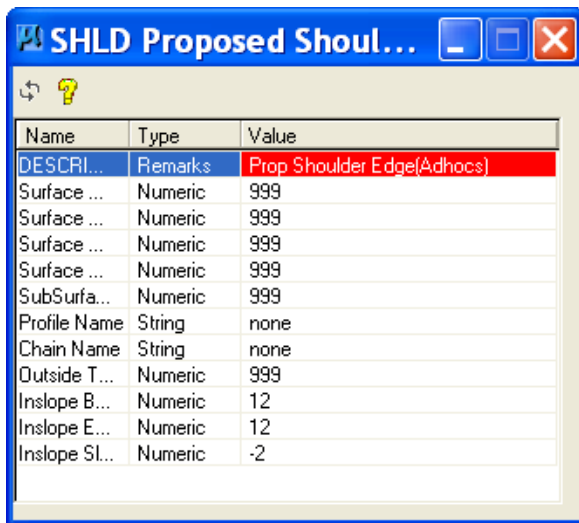 SHLD Proposed Shoul...
Name Type Value
DESCRI... Remarks Prop Shoulder Edge(Adhocs)
Surface ... Numeric 999
Surface ... Numeric 999
Surface ... Numeric 999
Surface ... Numeric 999
SubSurfa... Numeric 999
Profile Name String none
Chain Name String none
Outside T... Numeric 999
Inslope B... Numeric 12
Inslope E... Numeric 12
Inslope Sl... Numeric -2